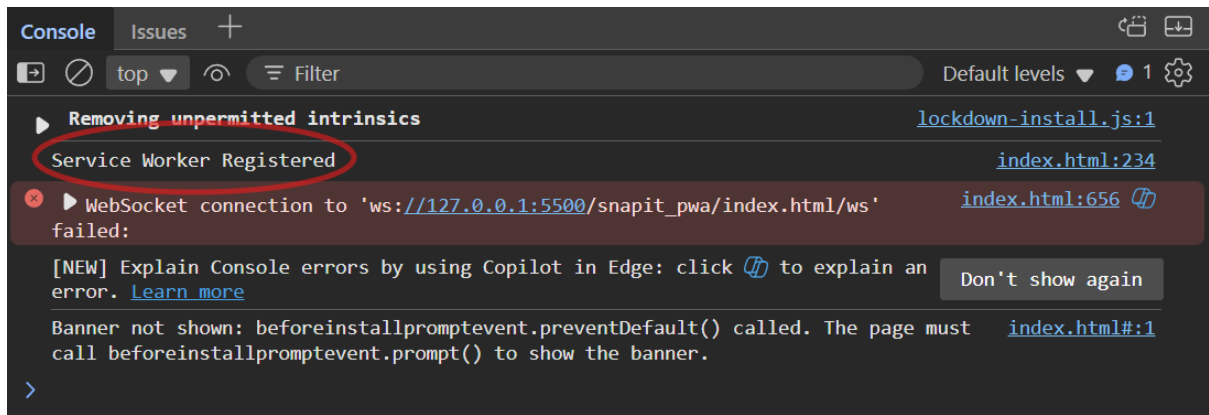 Console Issues
top Filter Default levels 1
Removing unpermitted intrinsics lockdown-install.js:1
Service Worker Registered index.html:234
WebSocket connection to 'ws://127.0.0.1:5500/snapit_pwa/index.html/ws' index.html:656
failed:
[NEW] Explain Console errors by using Copilot in Edge: click to explain an
error. Learn more
Don't show again
Banner not shown: beforeinstallpromptevent.preventDefault() called. The page must index.html#:1
call beforeinstallpromptevent.prompt() to show the banner.